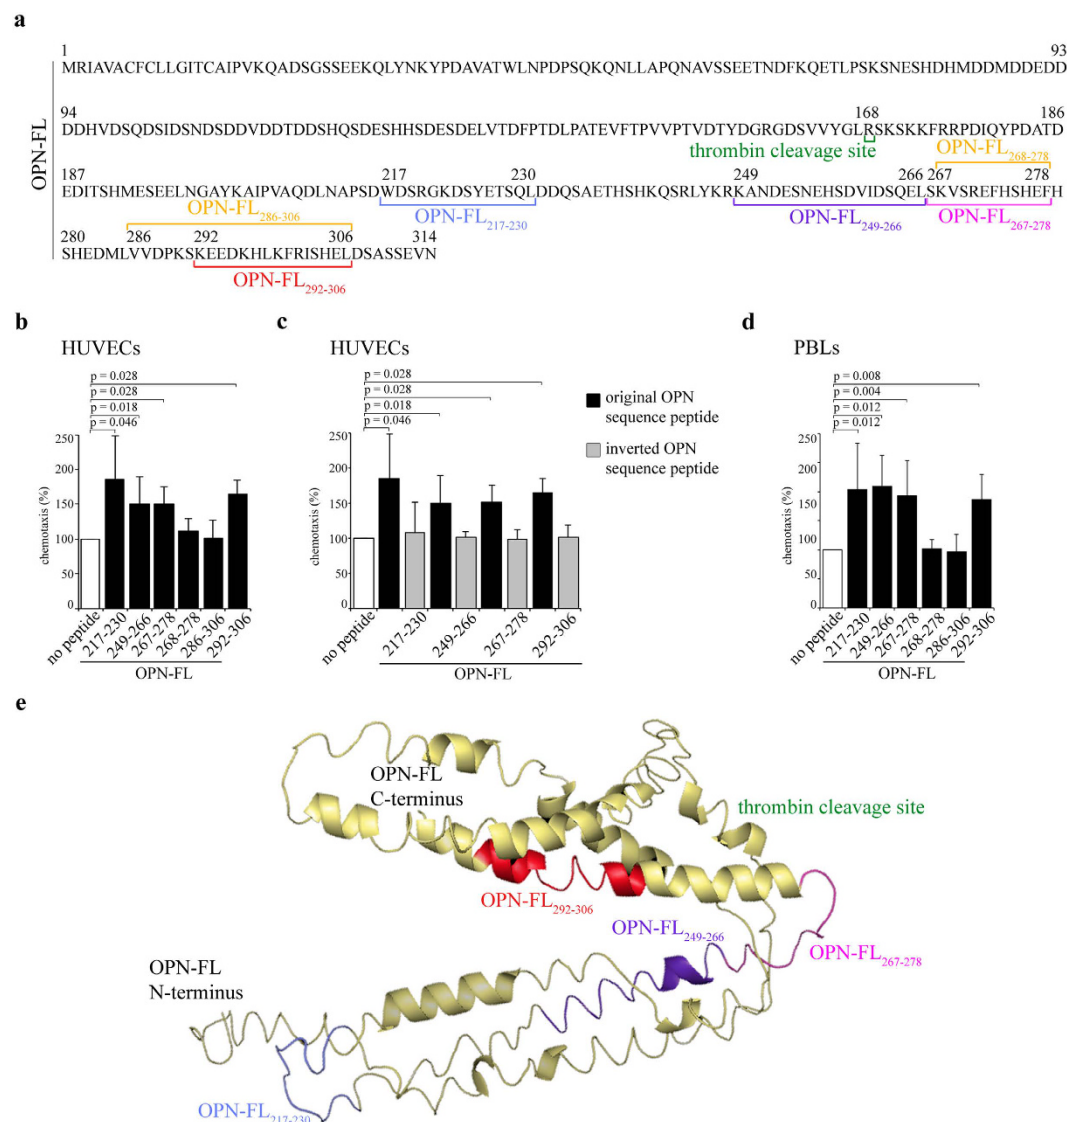 a
1 93
MRIAVACFCLLGITCAIPVKQADSGSSEEKQLYNKYPDAVATWLNPDPSQKQNLLAPQNAVSSEETNDFKQETLPSKSNESHDHMDDMDDEDD
OPN-FL
94 168 186
DDHVDSQDSIDSNDSDDVDDTDDSHQSDESHHSDESDELVTDFPTDLPATEVFTPVVPTVDTYDGRGDSVVYGLRSKSKKFRRPDIQYPDATD
thrombin cleavage site OPN-FL268-278
187 217 230 249 266 267 278
EDITSHMESEELNGAYKAIPVAQDLNAPSDWDSRGKDSYETSQLDDQSAETHSHKQSRLYKRKANDESNEHSDVIDSQELSKVSREFHSHEFH
OPN-FL286-306 OPN-FL217-230 OPN-FL249-266 OPN-FL267-278
280 286 292 306 314
SHEDMLVVDPKSKEEDKHLKFRISHELDSASSEVN
OPN-FL292-306
b
HUVECs
p = 0.028
p = 0.028
p = 0.018
p = 0.046
250
200
150
100
50
0
chemotaxis (%)
no peptide
217-230
249-266
267-278
268-278
286-306
292-306
OPN-FL
c
HUVECs
p = 0.028
p = 0.028
p = 0.018
p = 0.046
250
200
150
100
50
0
chemotaxis (%)
no peptide
217-230
249-266
267-278
292-306
OPN-FL
original OPN
sequence peptide
inverted OPN
sequence peptide
d
PBLs
p = 0.008
p = 0.004
p = 0.012
p = 0.012
250
200
150
100
50
0
chemotaxis (%)
no peptide
217-230
249-266
267-278
268-278
286-306
292-306
OPN-FL
e
OPN-FL
C-terminus
thrombin cleavage site
OPN-FL292-306
OPN-FL249-266
OPN-FL267-278
OPN-FL
N-terminus
OPN-FL217-230